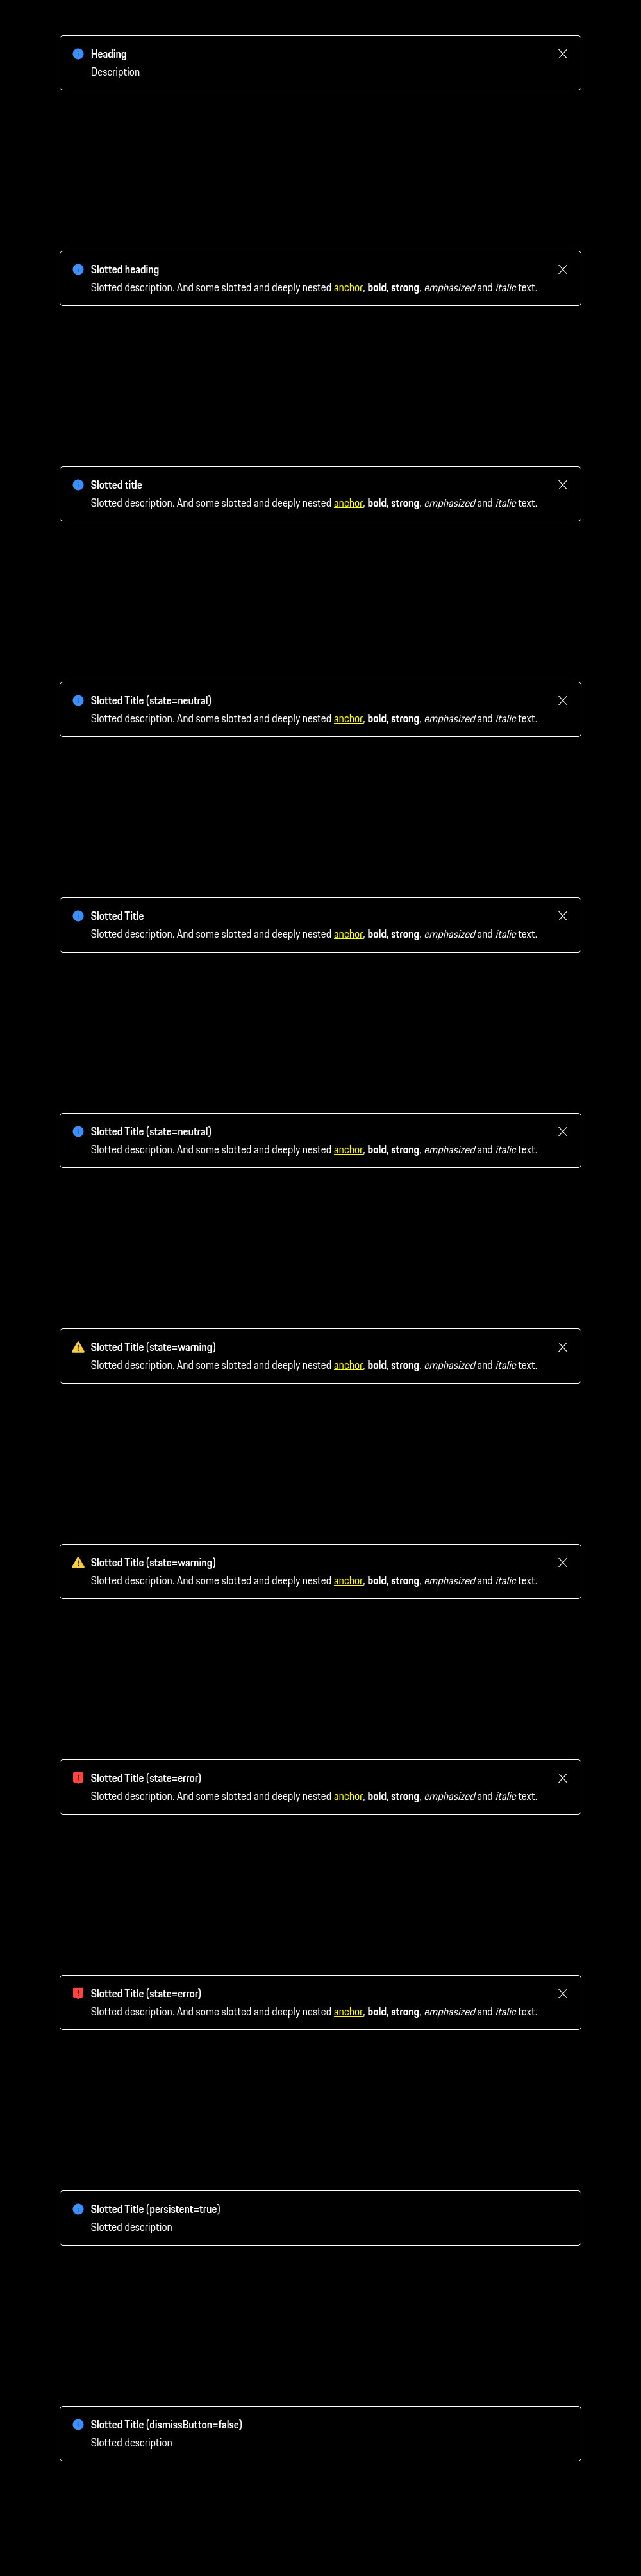 Heading
Description
Slotted heading
Slotted description. And some slotted and deeply nested anchor, bold, strong, emphasized and italic text.
Slotted title
Slotted description. And some slotted and deeply nested anchor, bold, strong, emphasized and italic text.
Slotted Title (state=neutral)
Slotted description. And some slotted and deeply nested anchor, bold, strong, emphasized and italic text.
Slotted Title
Slotted description. And some slotted and deeply nested anchor, bold, strong, emphasized and italic text.
Slotted Title (state=neutral)
Slotted description. And some slotted and deeply nested anchor, bold, strong, emphasized and italic text.
Slotted Title (state=warning)
Slotted description. And some slotted and deeply nested anchor, bold, strong, emphasized and italic text.
Slotted Title (state=warning)
Slotted description. And some slotted and deeply nested anchor, bold, strong, emphasized and italic text.
Slotted Title (state=error)
Slotted description. And some slotted and deeply nested anchor, bold, strong, emphasized and italic text.
Slotted Title (state=error)
Slotted description. And some slotted and deeply nested anchor, bold, strong, emphasized and italic text.
Slotted Title (persistent=true)
Slotted description
Slotted Title (dismissButton=false)
Slotted description